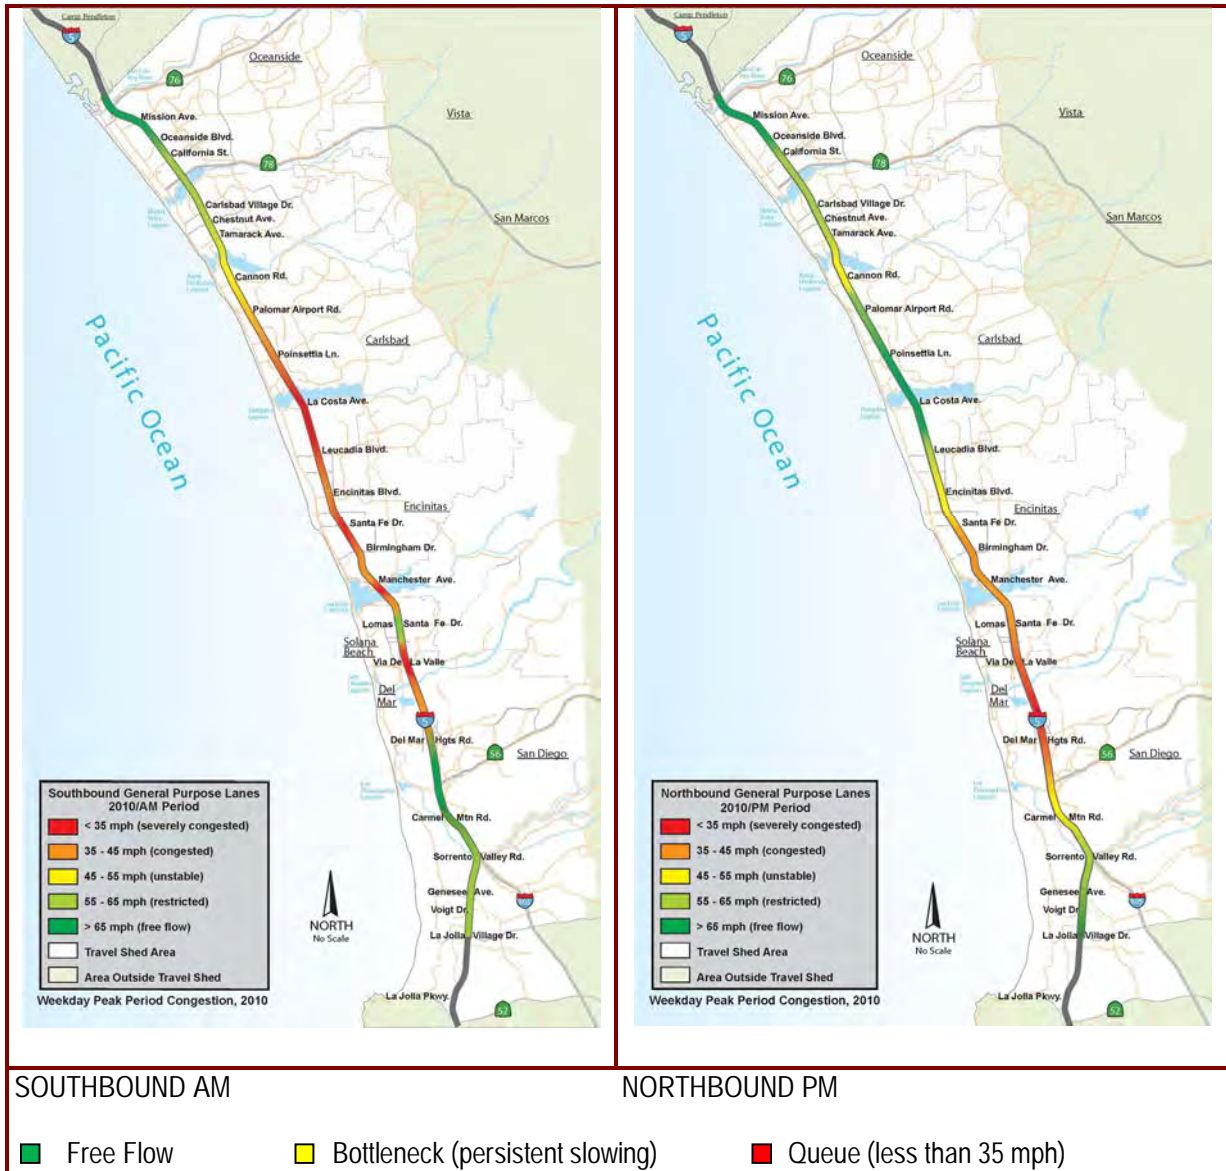 Camp Pendleton
5
Oceanside
76
Mission Ave.
Vista
Oceanside Blvd.
California St.
78
Carlsbad Village Dr.
San Marcos
Chestnut Ave.
Tamarack Ave.
Cannon Rd.
Palomar Airport Rd.
Pacific Ocean
Carlsbad
Poinsettia Ln.
La Costa Ave.
Leucadia Blvd.
Encinitas Blvd.
Encinitas
Santa Fe Dr.
Birmingham Dr.
Manchester Ave.
Lomas Santa Fe Dr.
Solana
Beach
Via De La Valle
Del
Mar
5
Del Mar Hgts Rd.
56
San Diego
Carmel Mtn Rd.
Sorrento Valley Rd.
Genesee Ave.
Voigt Dr.
La Jolla Village Dr.
La Jolla Pkwy.
52
Southbound General Purpose Lanes
2010/AM Period
< 35 mph (severely congested)
35 - 45 mph (congested)
45 - 55 mph (unstable)
55 - 65 mph (restricted)
> 65 mph (free flow)
Travel Shed Area
Area Outside Travel Shed
Weekday Peak Period Congestion, 2010
NORTH
No Scale
Camp Pendleton
5
Oceanside
76
Mission Ave.
Vista
Oceanside Blvd.
California St.
78
Carlsbad Village Dr.
San Marcos
Chestnut Ave.
Tamarack Ave.
Cannon Rd.
Palomar Airport Rd.
Pacific Ocean
Carlsbad
Poinsettia Ln.
La Costa Ave.
Leucadia Blvd.
Encinitas Blvd.
Encinitas
Santa Fe Dr.
Birmingham Dr.
Manchester Ave.
Lomas Santa Fe Dr.
Solana
Beach
Via De La Valle
Del
Mar
5
Del Mar Hgts Rd.
56
San Diego
Carmel Mtn Rd.
Sorrento Valley Rd.
Genesee Ave.
Voigt Dr.
La Jolla Village Dr.
La Jolla Pkwy.
52
Northbound General Purpose Lanes
2010/PM Period
< 35 mph (severely congested)
35 - 45 mph (congested)
45 - 55 mph (unstable)
55 - 65 mph (restricted)
> 65 mph (free flow)
Travel Shed Area
Area Outside Travel Shed
Weekday Peak Period Congestion, 2010
NORTH
No Scale
SOUTHBOUND AM
NORTHBOUND PM
Free Flow
Bottleneck (persistent slowing)
Queue (less than 35 mph)